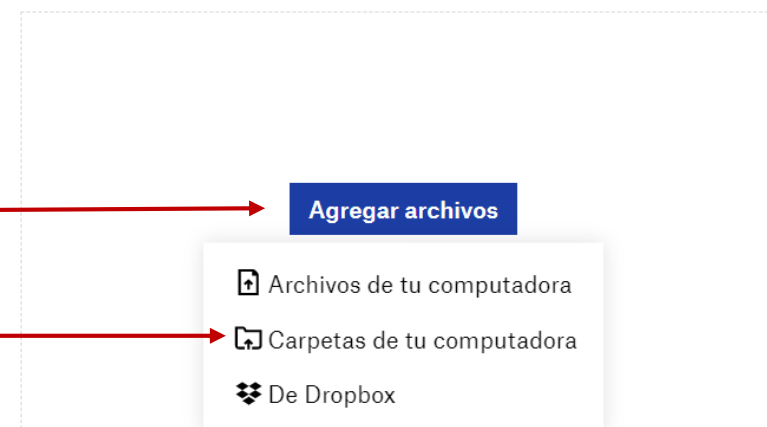 Agregar archivos
Archivos de tu computadora
Carpetas de tu computadora
De Dropbox